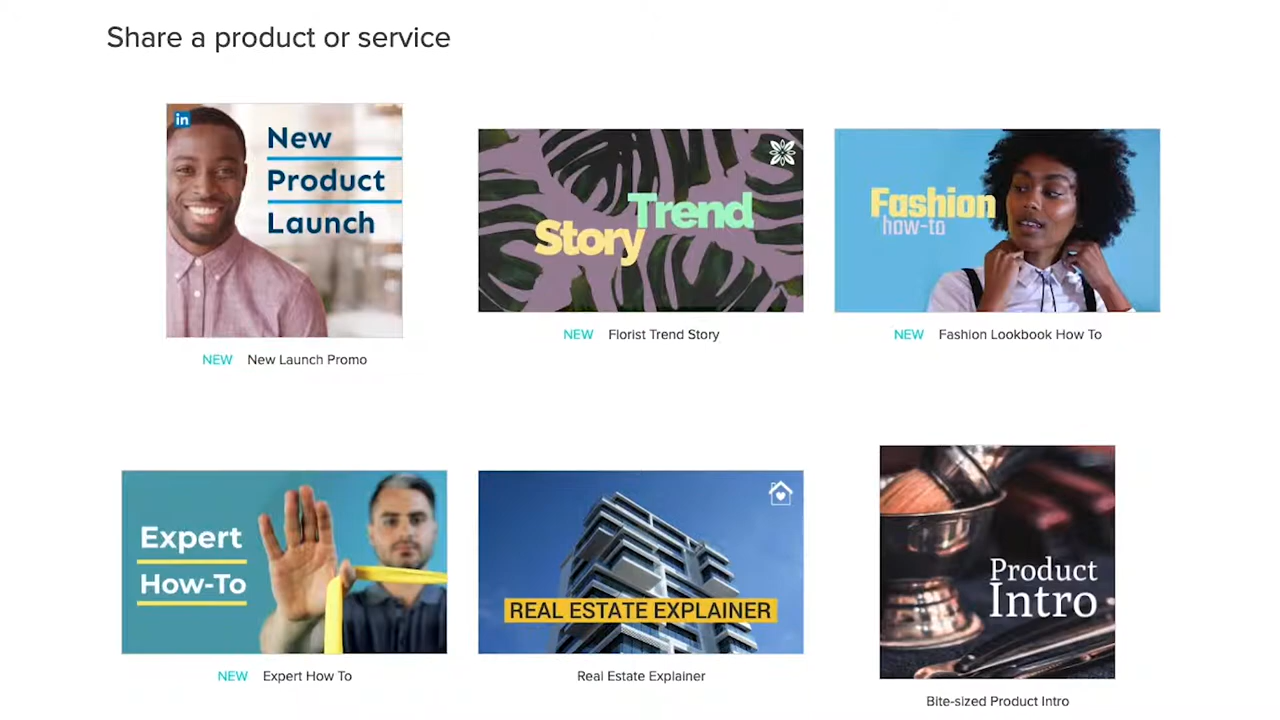 Share a product or service
in
New
Product
Launch
NEW New Launch Promo
Trend
Story
NEW Florist Trend Story
Fashion
how-to
NEW Fashion Lookbook How To
Expert
How-To
NEW Expert How To
REAL ESTATE EXPLAINER
Real Estate Explainer
Product
Intro
Bite-sized Product Intro